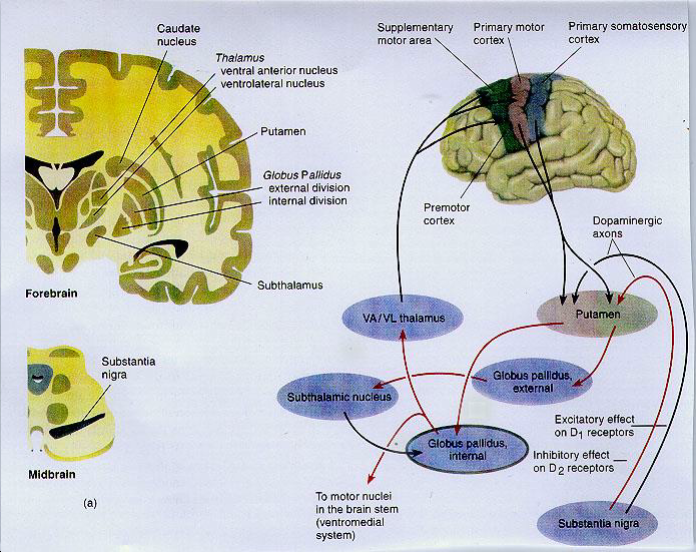 Caudate
nucleus
Thalamus
ventral anterior nucleus
ventrolateral nucleus
Putamen
Globus Pallidus
external division
internal division
Subthalamus
Forebrain
Substantia
nigra
Midbrain
(a)
Supplementary
motor area
Primary motor
cortex
Primary somatosensory
cortex
Premotor
cortex
Dopaminergic
axons
VA/VL thalamus
Putamen
Globus pallidus,
external
Subthalamic nucleus
Globus pallidus,
internal
Excitatory effect
on D1 receptors
Inhibitory effect
on D2 receptors
To motor nuclei
in the brain stem
(ventromedial
system)
Substantia nigra